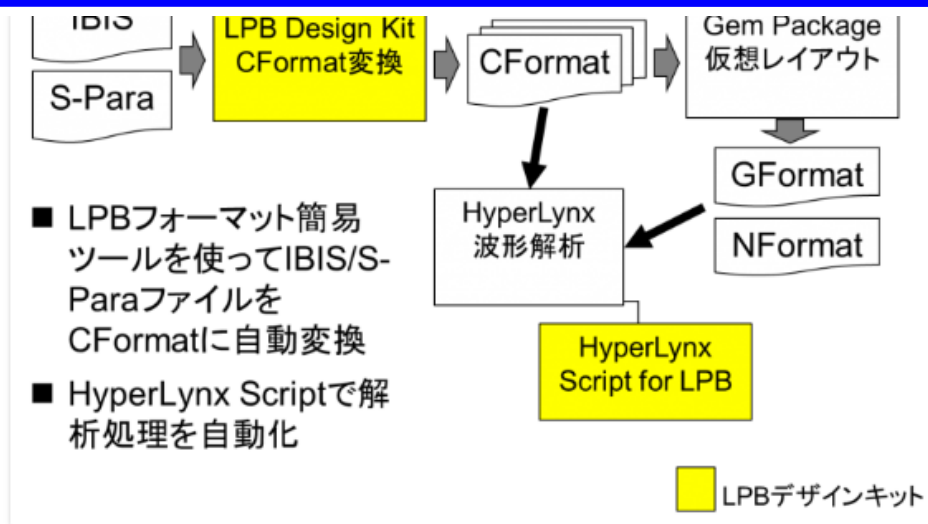 IBIS
S-Para
LPB Design Kit
CFormat変換
CFormat
Gem Package
仮想レイアウト
GFormat
NFormat
HyperLynx
波形解析
HyperLynx
Script for LPB
■ LPBフォーマット簡易
ツールを使ってIBIS/S-
Paraファイルを
CFormatに自動変換
■ HyperLynx Scriptで解
析処理を自動化
LPBデザインキット